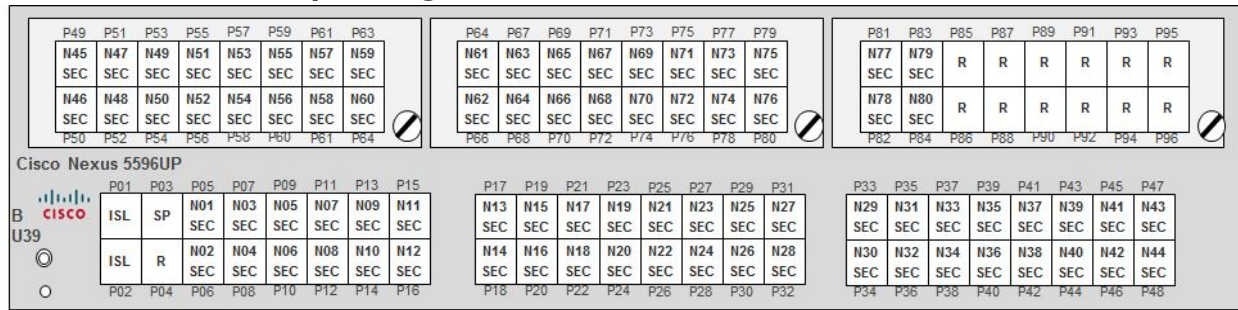 P49 P51 P53 P55 P57 P59 P61 P63 P64 P67 P69 P71 P73 P75 P77 P79 P81 P83 P85 P87 P89 P91 P93 P95
N45 N47 N49 N51 N53 N55 N57 N59 N61 N63 N65 N67 N69 N71 N73 N75 N77 N79
SEC SEC SEC SEC SEC SEC SEC SEC SEC SEC SEC SEC SEC SEC SEC SEC SEC SEC R R R R R R
N46 N48 N50 N52 N54 N56 N58 N60 N62 N64 N66 N68 N70 N72 N74 N76 N78 N80
SEC SEC SEC SEC SEC SEC SEC SEC SEC SEC SEC SEC SEC SEC SEC SEC SEC SEC R R R R R R
P50 P52 P54 P56 P58 P60 P61 P64 P66 P68 P70 P72 P74 P76 P78 P80 P82 P84 P86 P88 P90 P92 P94 P96
Cisco Nexus 5596UP
P01 P03 P05 P07 P09 P11 P13 P15 P17 P19 P21 P23 P25 P27 P29 P31 P33 P35 P37 P39 P41 P43 P45 P47
ISL SP N01 N03 N05 N07 N09 N11 N13 N15 N17 N19 N21 N23 N25 N27 N29 N31 N33 N35 N37 N39 N41 N43
B CISCO SEC SEC SEC SEC SEC SEC SEC SEC SEC SEC SEC SEC SEC SEC SEC SEC SEC SEC SEC SEC SEC SEC
U39
ISL R N02 N04 N06 N08 N10 N12 N14 N16 N18 N20 N22 N24 N26 N28 N30 N32 N34 N36 N38 N40 N42 N44
SEC SEC SEC SEC SEC SEC SEC SEC SEC SEC SEC SEC SEC SEC SEC SEC SEC SEC SEC SEC SEC SEC
P02 P04 P06 P08 P10 P12 P14 P16 P18 P20 P22 P24 P26 P28 P30 P32 P34 P36 P38 P40 P42 P44 P46 P48